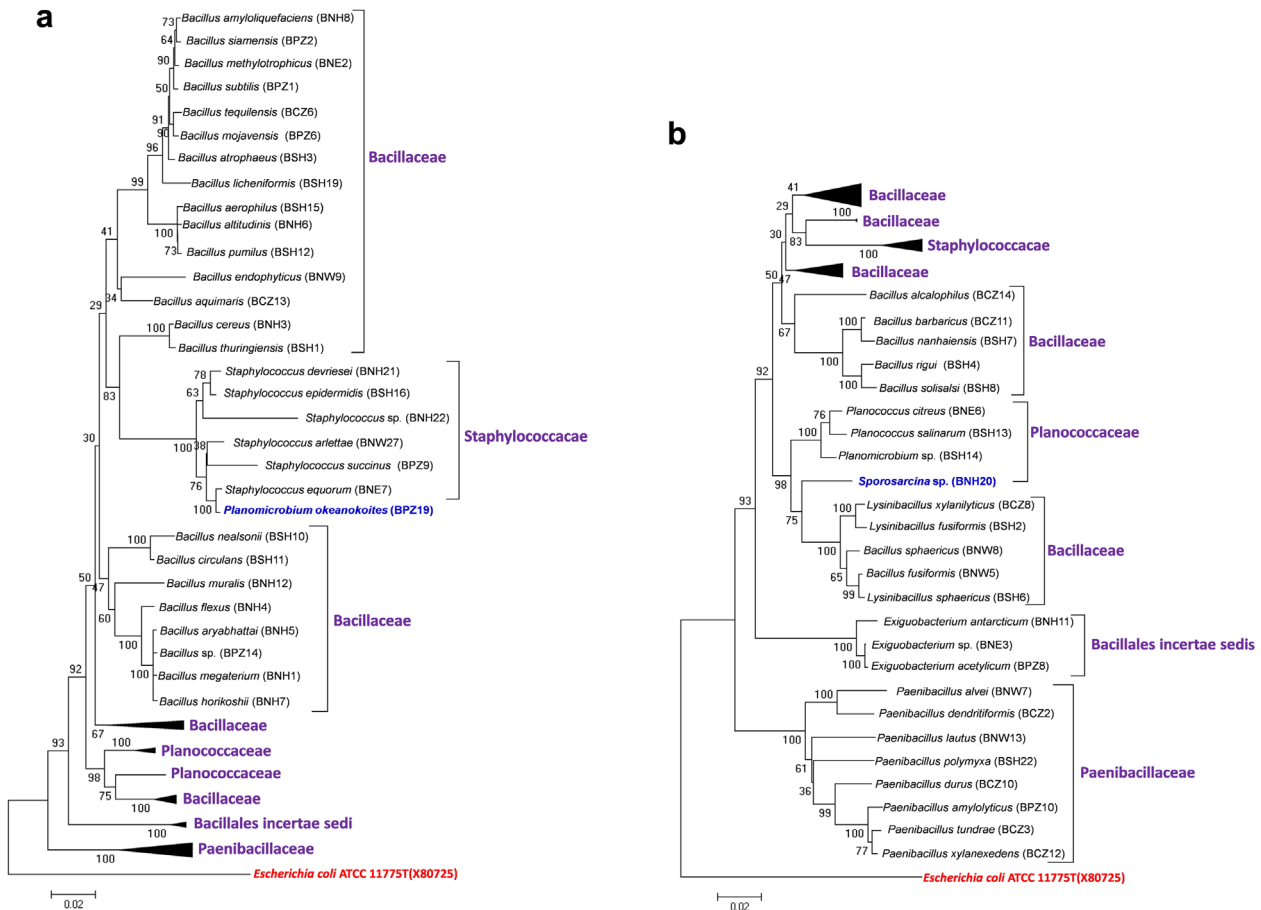 a
73
Bacillus amyloliquefaciens (BNH8)
64
Bacillus siamensis (BPZ2)
90
Bacillus methylotrophicus (BNE2)
50
Bacillus subtilis (BPZ1)
91
Bacillus tequilensis (BCZ6)
90
Bacillus mojavensis (BPZ6)
96
Bacillus atrophaeus (BSH3)
Bacillaceae
99
Bacillus licheniformis (BSH19)
Bacillus aerophilus (BSH15)
100
Bacillus altitudinis (BNH6)
73
Bacillus pumilus (BSH12)
41
Bacillus endophyticus (BNW9)
34
Bacillus aquimaris (BCZ13)
29
100
Bacillus cereus (BNH3)
Bacillus thuringiensis (BSH1)
83
78
Staphylococcus devriesei (BNH21)
63
Staphylococcus epidermidis (BSH16)
Staphylococcus sp. (BNH22)
Staphylococcacae
100
38
Staphylococcus arlettae (BNW27)
Staphylococcus succinus (BPZ9)
76
Staphylococcus equorum (BNE7)
100
Planomicrobium okeanokoites (BPZ19)
30
100
Bacillus nealsonii (BSH10)
Bacillus circulans (BSH11)
50
47
Bacillus muralis (BNH12)
60
Bacillus flexus (BNH4)
Bacillaceae
100
Bacillus aryabhattai (BNH5)
Bacillus sp. (BPZ14)
100
Bacillus megaterium (BNH1)
Bacillus horikoshii (BNH7)
92
67
Bacillaceae
93
100
Planococcaceae
98
Planococcaceae
75
100
Bacillaceae
100
Bacillales incertae sedi
100
Paenibacillaceae
Escherichia coli ATCC 11775T(X80725)
0.02
b
41
Bacillaceae
29
100
Bacillaceae
30
83
100
Staphylococcacae
50
47
Bacillaceae
Bacillus alcalophilus (BCZ14)
67
100
Bacillus barbaricus (BCZ11)
Bacillus nanhaiensis (BSH7)
Bacillaceae
100
Bacillus rigui (BSH4)
100
Bacillus solisalsi (BSH8)
92
76
Planococcus citreus (BNE6)
100
Planococcus salinarum (BSH13)
Planococcaceae
Planomicrobium sp. (BSH14)
98
Sporosarcina sp. (BNH20)
93
75
100
Lysinibacillus xylanilyticus (BCZ8)
Lysinibacillus fusiformis (BSH2)
100
Bacillus sphaericus (BNW8)
Bacillaceae
65
Bacillus fusiformis (BNW5)
99
Lysinibacillus sphaericus (BSH6)
Exiguobacterium antarcticum (BNH11)
100
Exiguobacterium sp. (BNE3)
Bacillales incertae sedis
100
Exiguobacterium acetylicum (BPZ8)
100
Paenibacillus alvei (BNW7)
Paenibacillus dendritiformis (BCZ2)
100
Paenibacillus lautus (BNW13)
61
Paenibacillus polymyxa (BSH22)
Paenibacillaceae
36
Paenibacillus durus (BCZ10)
99
Paenibacillus amylolyticus (BPZ10)
100
Paenibacillus tundrae (BCZ3)
77
Paenibacillus xylanexedens (BCZ12)
Escherichia coli ATCC 11775T(X80725)
0.02